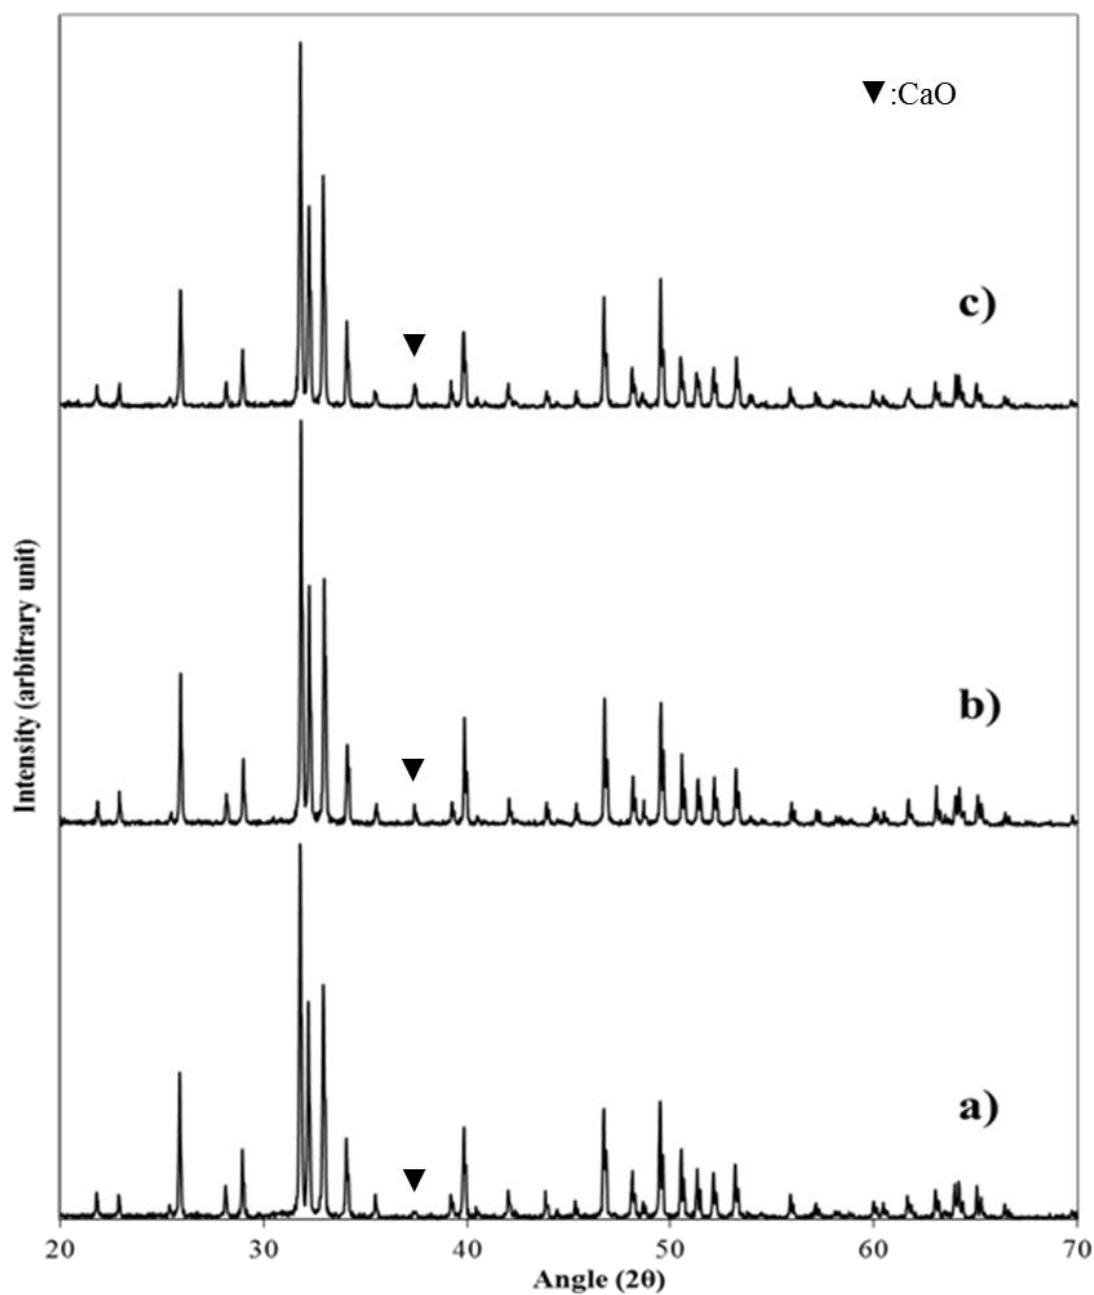 ▼:CaO
c)
b)
a)
Intensity (arbitrary unit)
20 30 40 50 60 70
Angle (2θ)